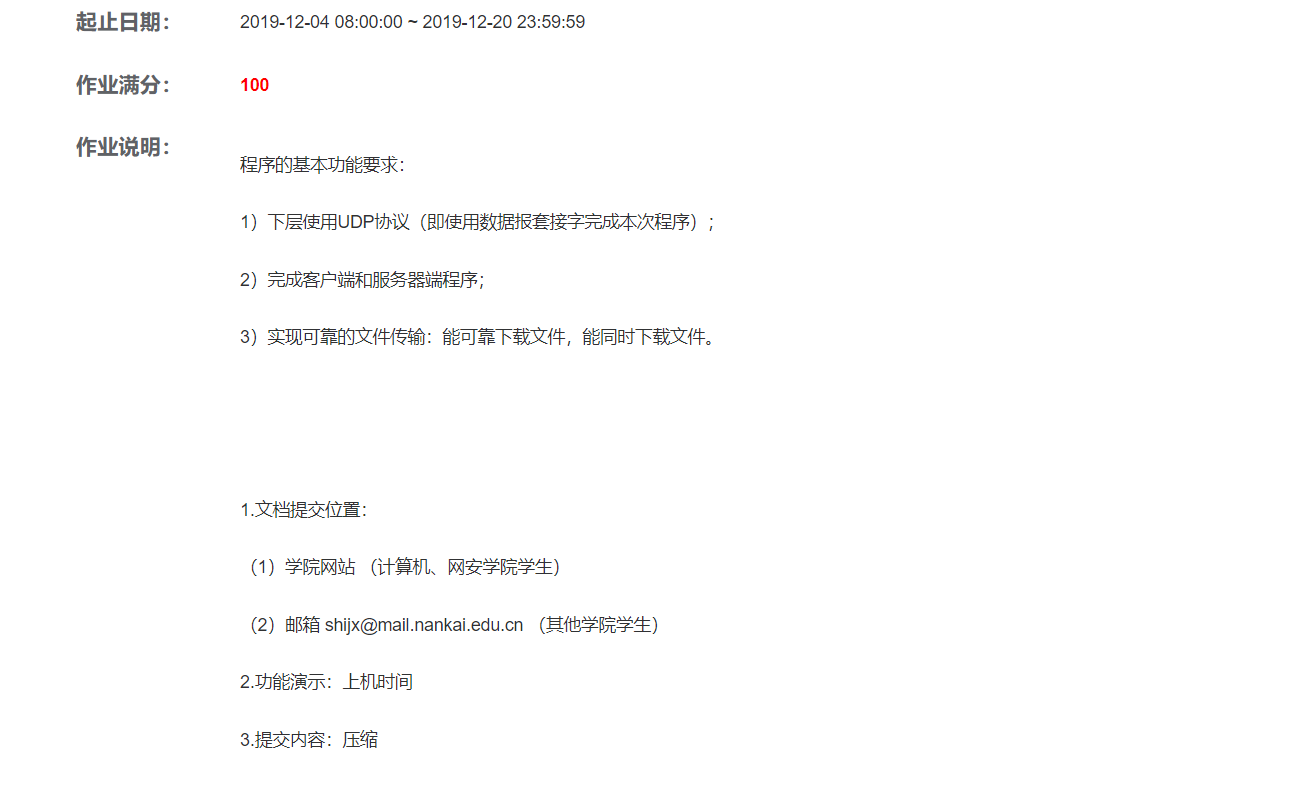 起止日期： 2019-12-04 08:00:00 ~ 2019-12-20 23:59:59
作业满分： 100
作业说明：
程序的基本功能要求：
1）下层使用UDP协议（即使用数据报套接字完成本次程序）；
2）完成客户端和服务器端程序；
3）实现可靠的文件传输：能可靠下载文件，能同时下载文件。
1.文档提交位置：
（1）学院网站 （计算机、网安学院学生）
（2）邮箱 shijx@mail.nankai.edu.cn （其他学院学生）
2.功能演示：上机时间
3.提交内容：压缩